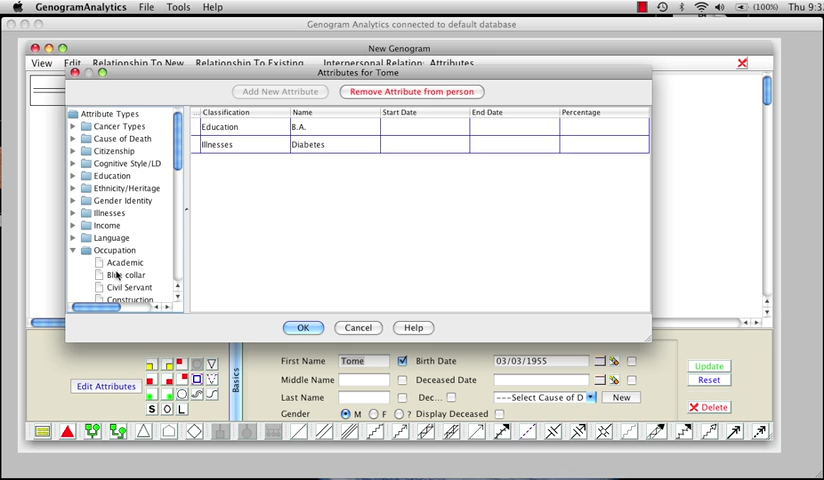 GenogramAnalytics File Tools Help (100%) Thu 9:3
Genogram Analytics connected to default database
New Genogram
View Edit Relationship To New Relationship To Existing Interpersonal Relatio Attributes
Attributes for Tome
Add New Attribute Remove Attribute from person
Attribute Types
Cancer Types
Cause of Death
Citizenship
Cognitive Style/LD
Education
Ethnicity/Heritage
Gender Identity
Illnesses
Income
Language
Occupation
Academic
Blue collar
Civil Servant
Construction
... Classification Name Start Date End Date Percentage
Education B.A.
Illnesses Diabetes
OK Cancel Help
Edit Attributes
S O L
Basics
First Name Tome Birth Date 03/03/1955
Middle Name Deceased Date
Last Name Dec... ---Select Cause of D New
Gender M F ? Display Deceased
Update
Reset
Delete